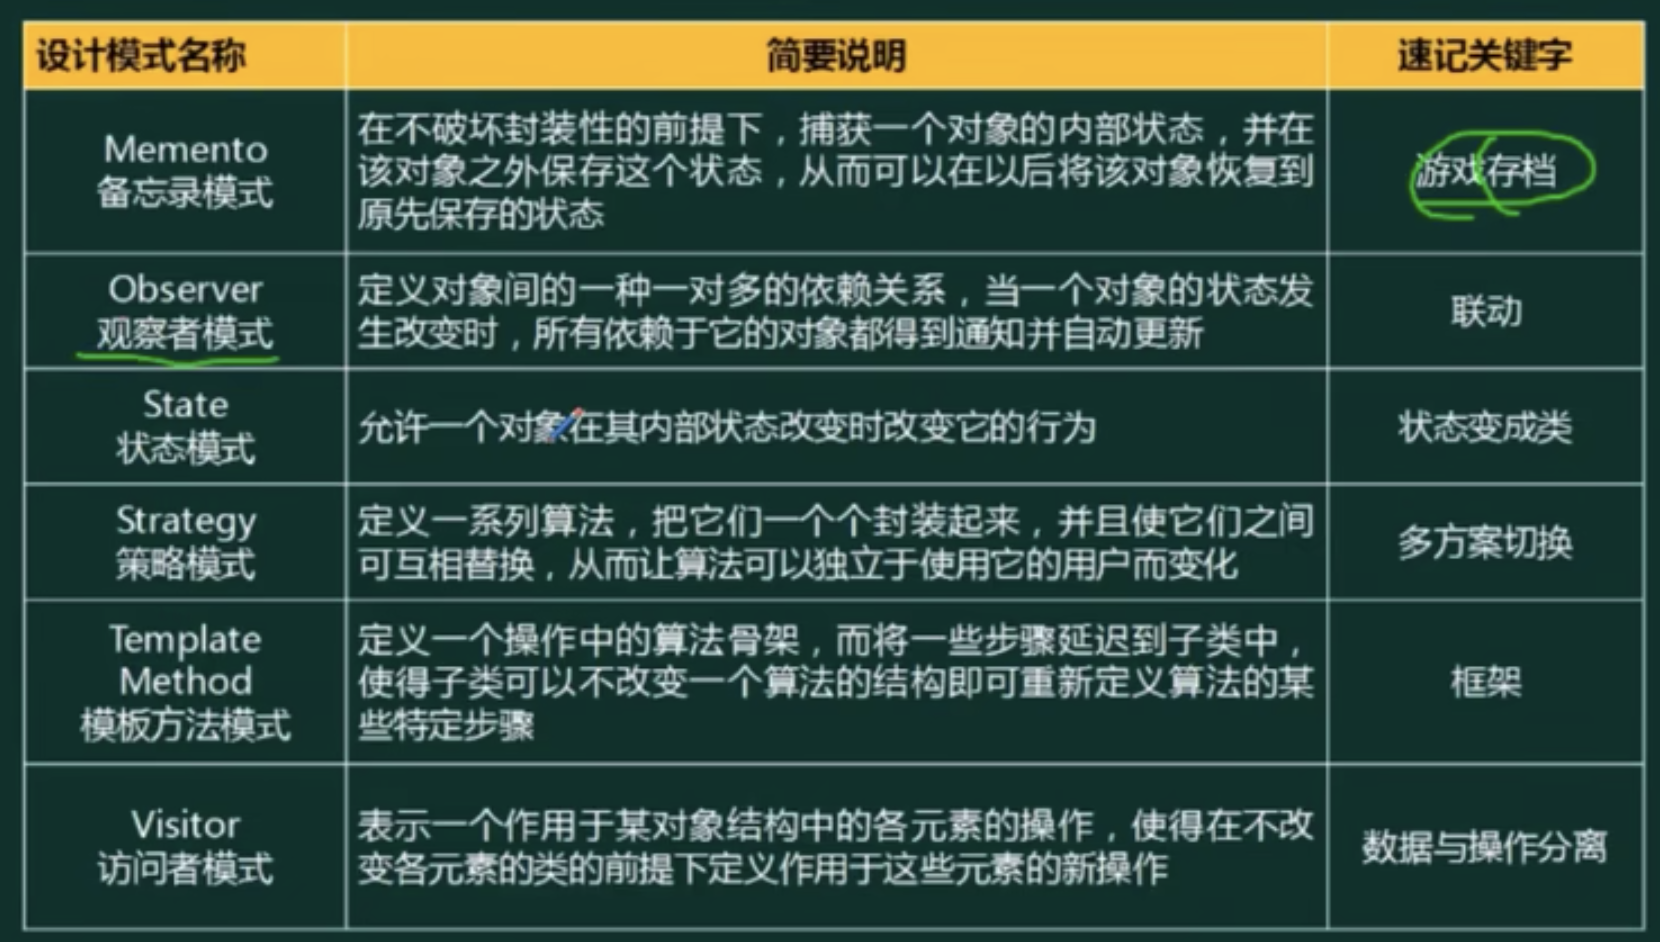 设计模式名称
简要说明
速记关键字
Memento
备忘录模式
在不破坏封装性的前提下，捕获一个对象的内部状态，并在
该对象之外保存这个状态，从而可以在以后将该对象恢复到
原先保存的状态
游戏存档
Observer
观察者模式
定义对象间的一种一对多的依赖关系，当一个对象的状态发
生改变时，所有依赖于它的对象都得到通知并自动更新
联动
State
状态模式
允许一个对象在其内部状态改变时改变它的行为
状态变成类
Strategy
策略模式
定义一系列算法，把它们一个个封装起来，并且使它们之间
可互相替换，从而让算法可以独立于使用它的用户而变化
多方案切换
Template
Method
模板方法模式
定义一个操作中的算法骨架，而将一些步骤延迟到子类中，
使得子类可以不改变一个算法的结构即可重新定义算法的某
些特定步骤
框架
Visitor
访问者模式
表示一个作用于某对象结构中的各元素的操作，使得在不改
变各元素的类的前提下定义作用于这些元素的新操作
数据与操作分离